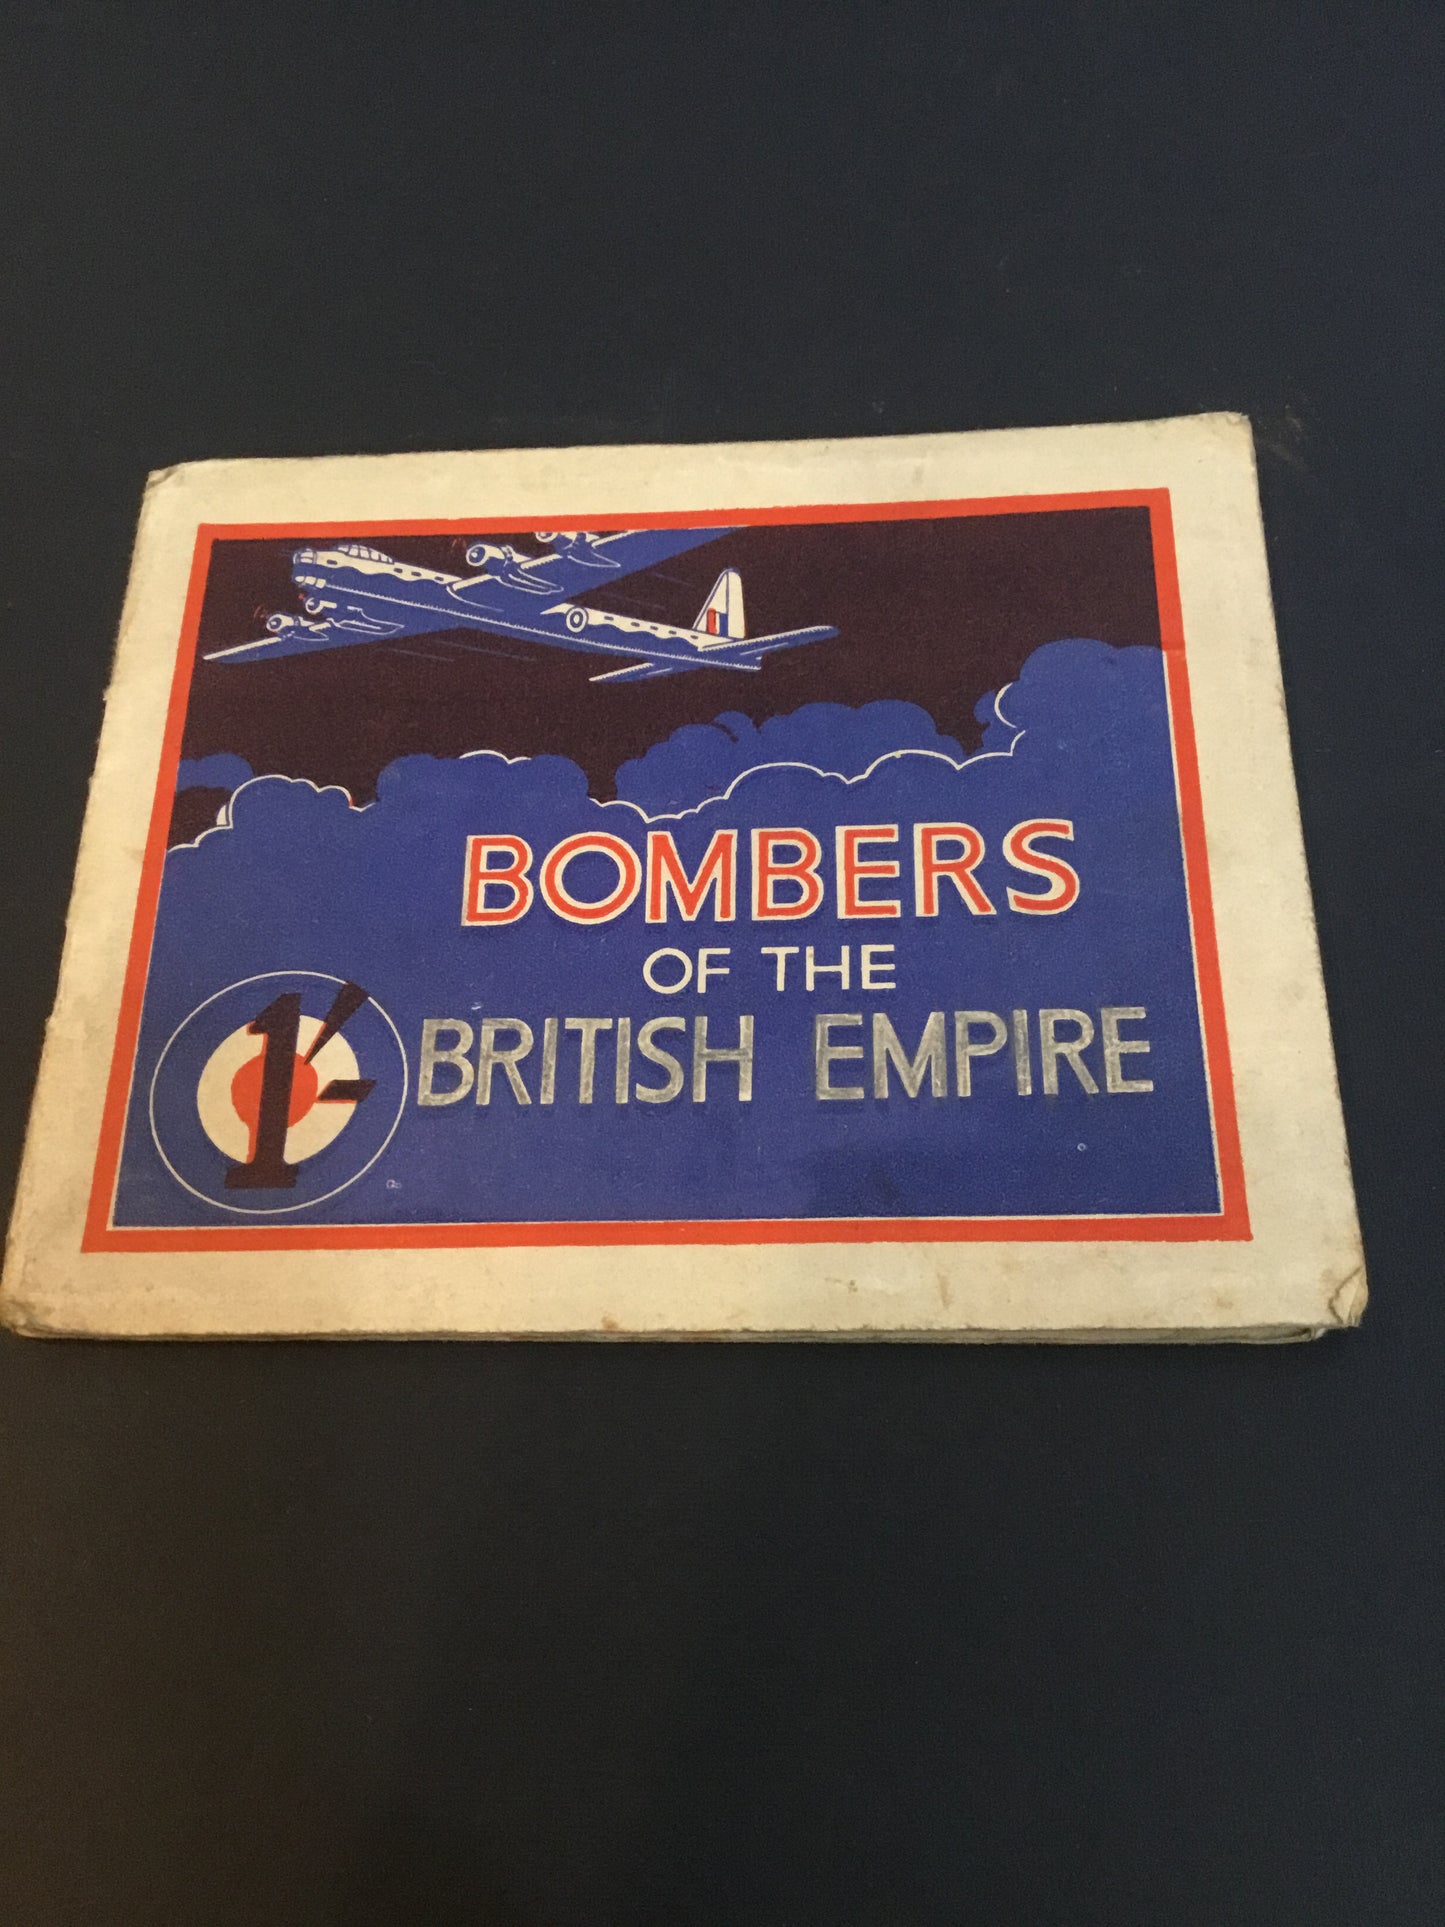 BOMBERS
OF THE
BRITISH EMPIRE
1'-